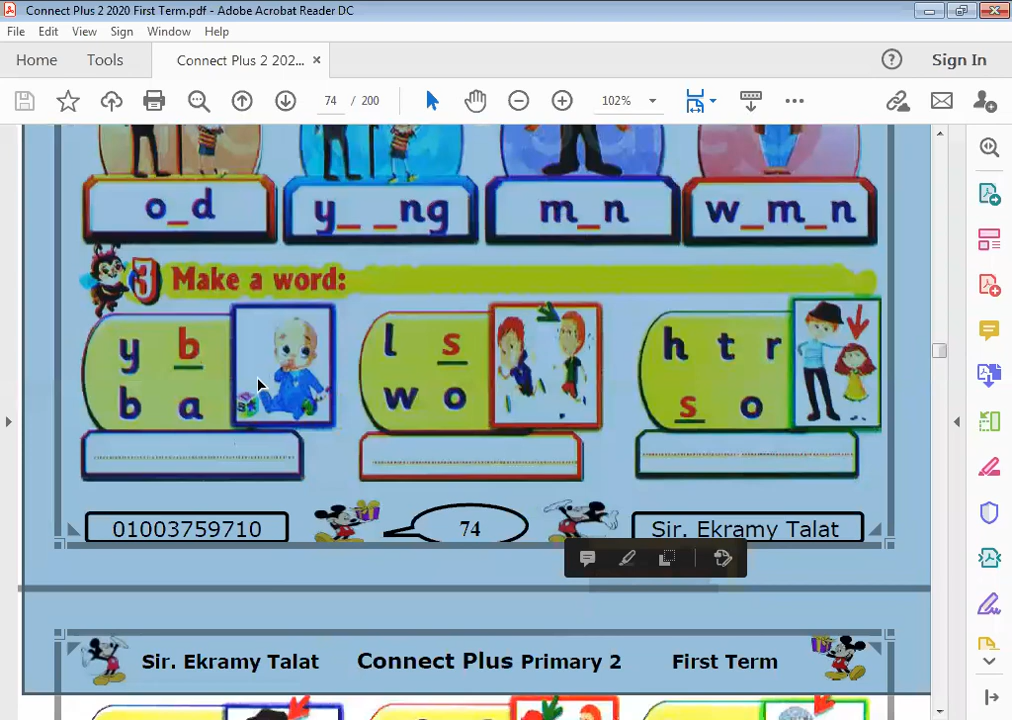 Connect Plus 2 2020 First Term.pdf - Adobe Acrobat Reader DC
File Edit View Sign Window Help
Home Tools Connect Plus 2 202... × ? Sign In
74 / 200 102%
o_d y_ _ng m_n w_m_n
3 Make a word:
y b l s h t r
b a w o s o
01003759710 74 Sir. Ekramy Talat
Sir. Ekramy Talat Connect Plus Primary 2 First Term